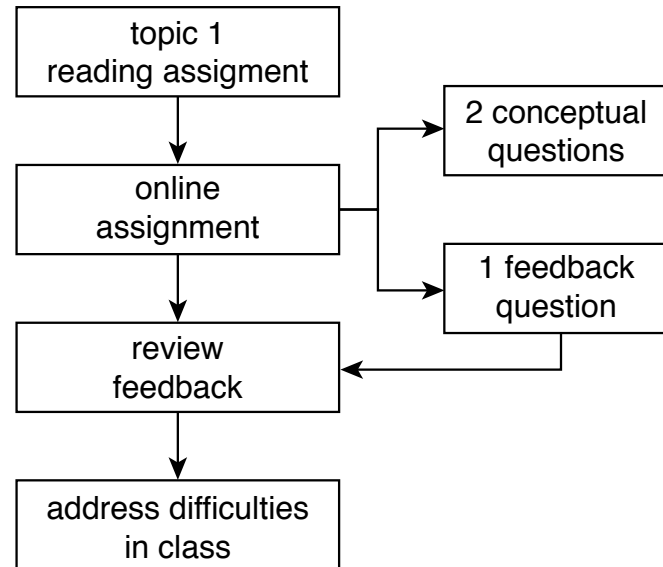 topic 1
reading assigment
2 conceptual
questions
online
assignment
1 feedback
question
review
feedback
address difficulties
in class